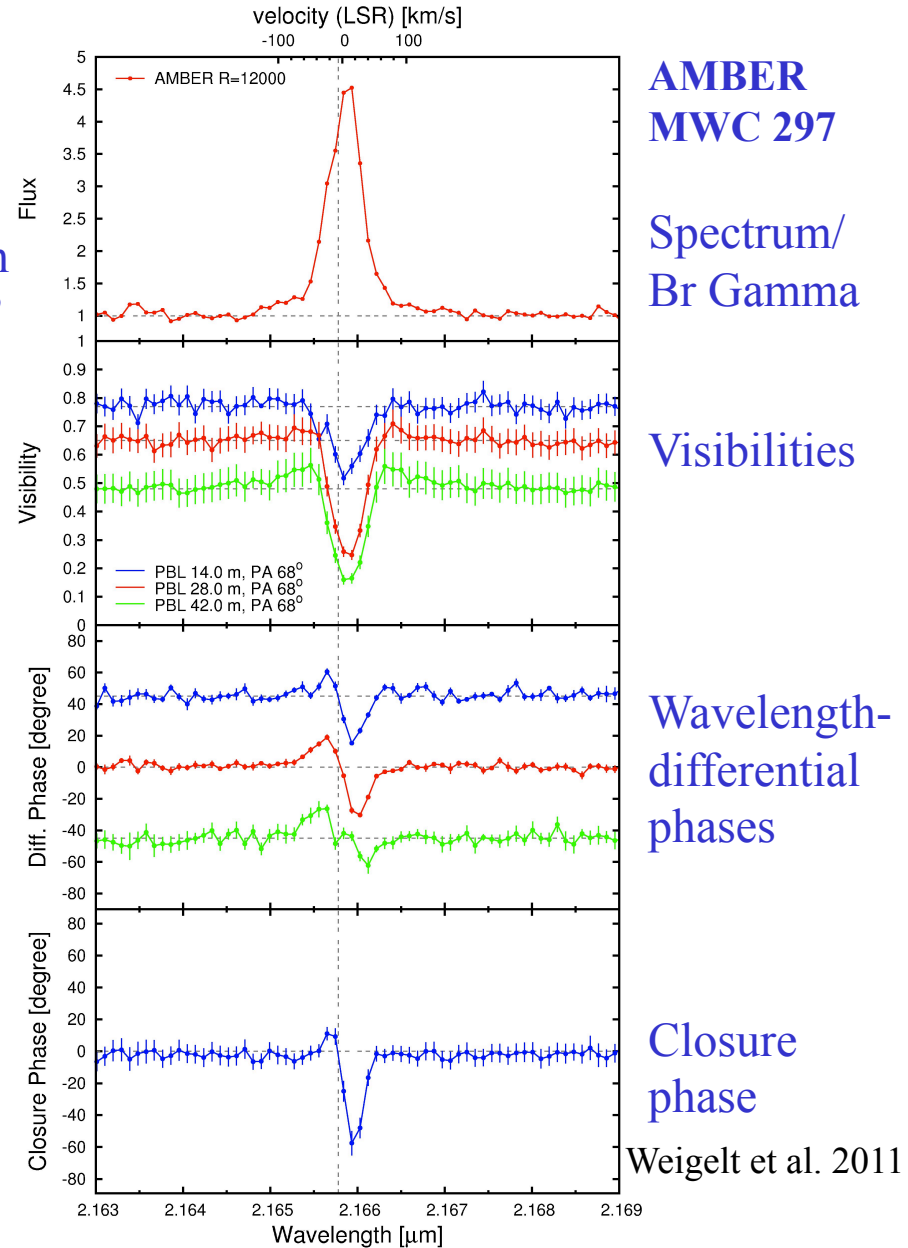 velocity (LSR) [km/s]
-100 0 100
5
4.5
4
3.5
3
2.5
2
1.5
1
Flux
AMBER R=12000
AMBER
MWC 297
Spectrum/
Br Gamma
1
0.9
0.8
0.7
0.6
0.5
0.4
0.3
0.2
0.1
0
Visibility
PBL 14.0 m, PA 68°
PBL 28.0 m, PA 68°
PBL 42.0 m, PA 68°
Visibilities
80
60
40
20
0
-20
-40
-60
-80
Diff. Phase [degree]
Wavelength-
differential
phases
80
60
40
20
0
-20
-40
-60
-80
Closure Phase [degree]
Closure
phase
Weigelt et al. 2011
2.163 2.164 2.165 2.166 2.167 2.168 2.169
Wavelength [μm]